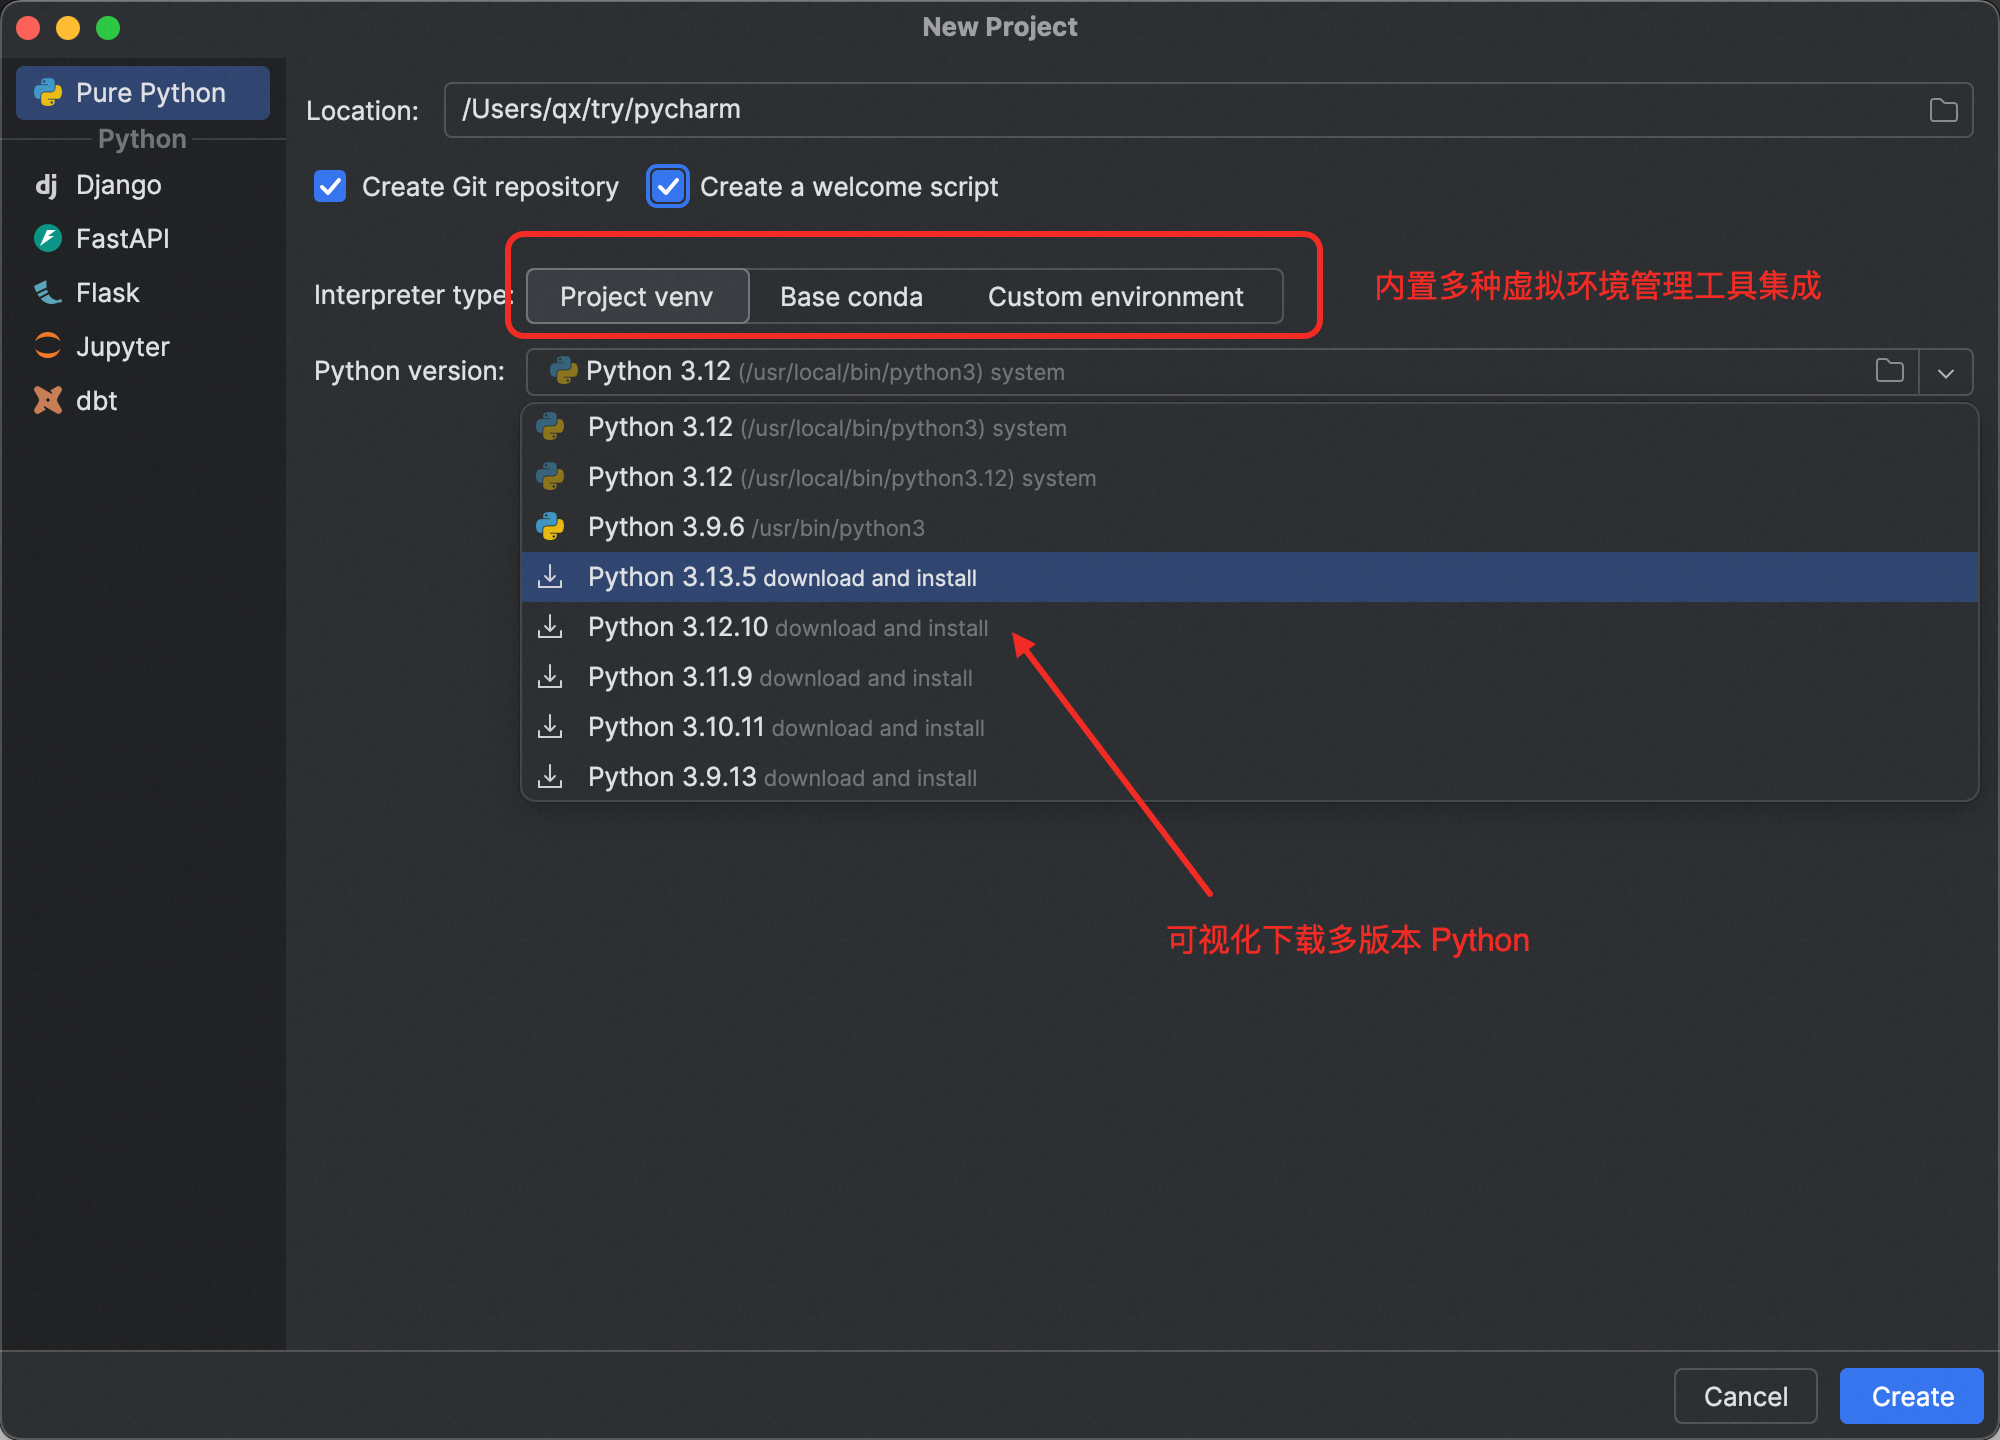 New Project
Pure Python
Python
Django
FastAPI
Flask
Jupyter
dbt
Location: /Users/qx/try/pycharm
Create Git repository Create a welcome script
Interpreter type: Project venv Base conda Custom environment 内置多种虚拟环境管理工具集成
Python version: Python 3.12 (/usr/local/bin/python3) system
Python 3.12 (/usr/local/bin/python3) system
Python 3.12 (/usr/local/bin/python3.12) system
Python 3.9.6 /usr/bin/python3
Python 3.13.5 download and install
Python 3.12.10 download and install
Python 3.11.9 download and install
Python 3.10.11 download and install
Python 3.9.13 download and install
可视化下载多版本 Python
Cancel Create